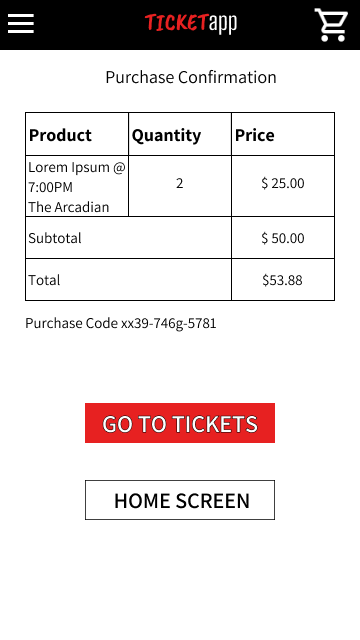 TICKETapp
Purchase Confirmation
Product Quantity Price
Lorem Ipsum @
7:00PM
The Arcadian
2
$ 25.00
Subtotal $ 50.00
Total $53.88
Purchase Code xx39-746g-5781
GO TO TICKETS
HOME SCREEN